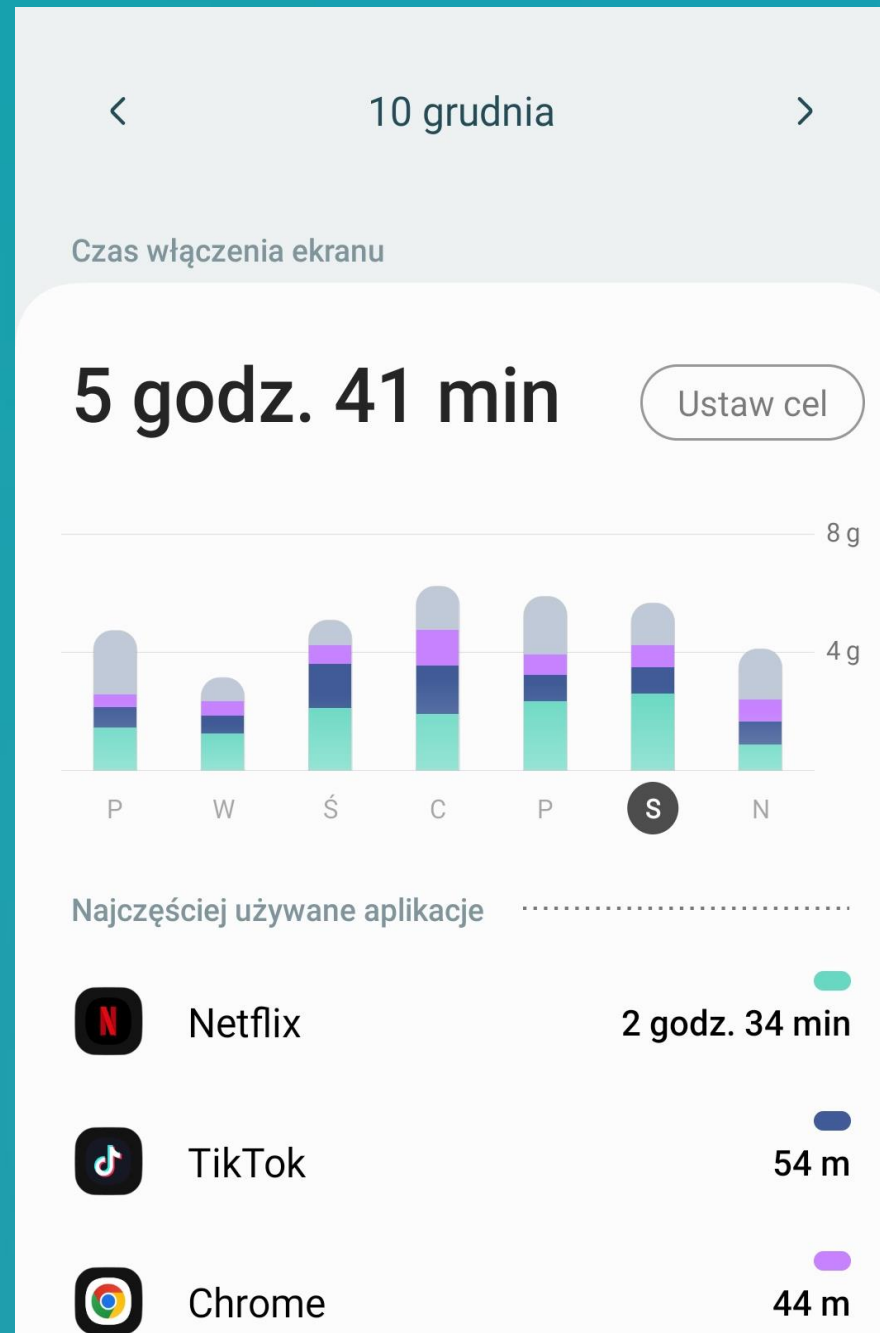 10 grudnia
Czas włączenia ekranu
5 godz. 41 min
Ustaw cel
8 g
4 g
P W Ś C P S N
Najczęściej używane aplikacje
N
Netflix
2 godz. 34 min
TikTok
54 m
Chrome
44 m